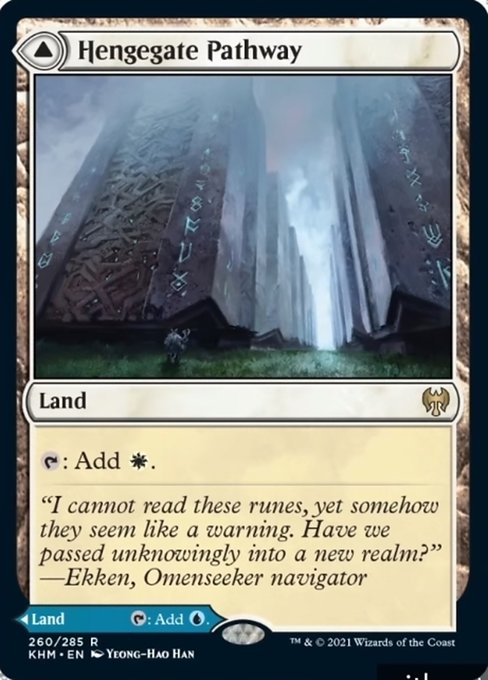 Hengegate Pathway
Land
: Add .
“I cannot read these runes, yet somehow
they seem like a warning. Have we
passed unknowingly into a new realm?”
—Ekken, Omenseeker navigator
Land : Add .
260/285 R
KHM • EN Yeong-Hao Han
™ & © 2021 Wizards of the Coast